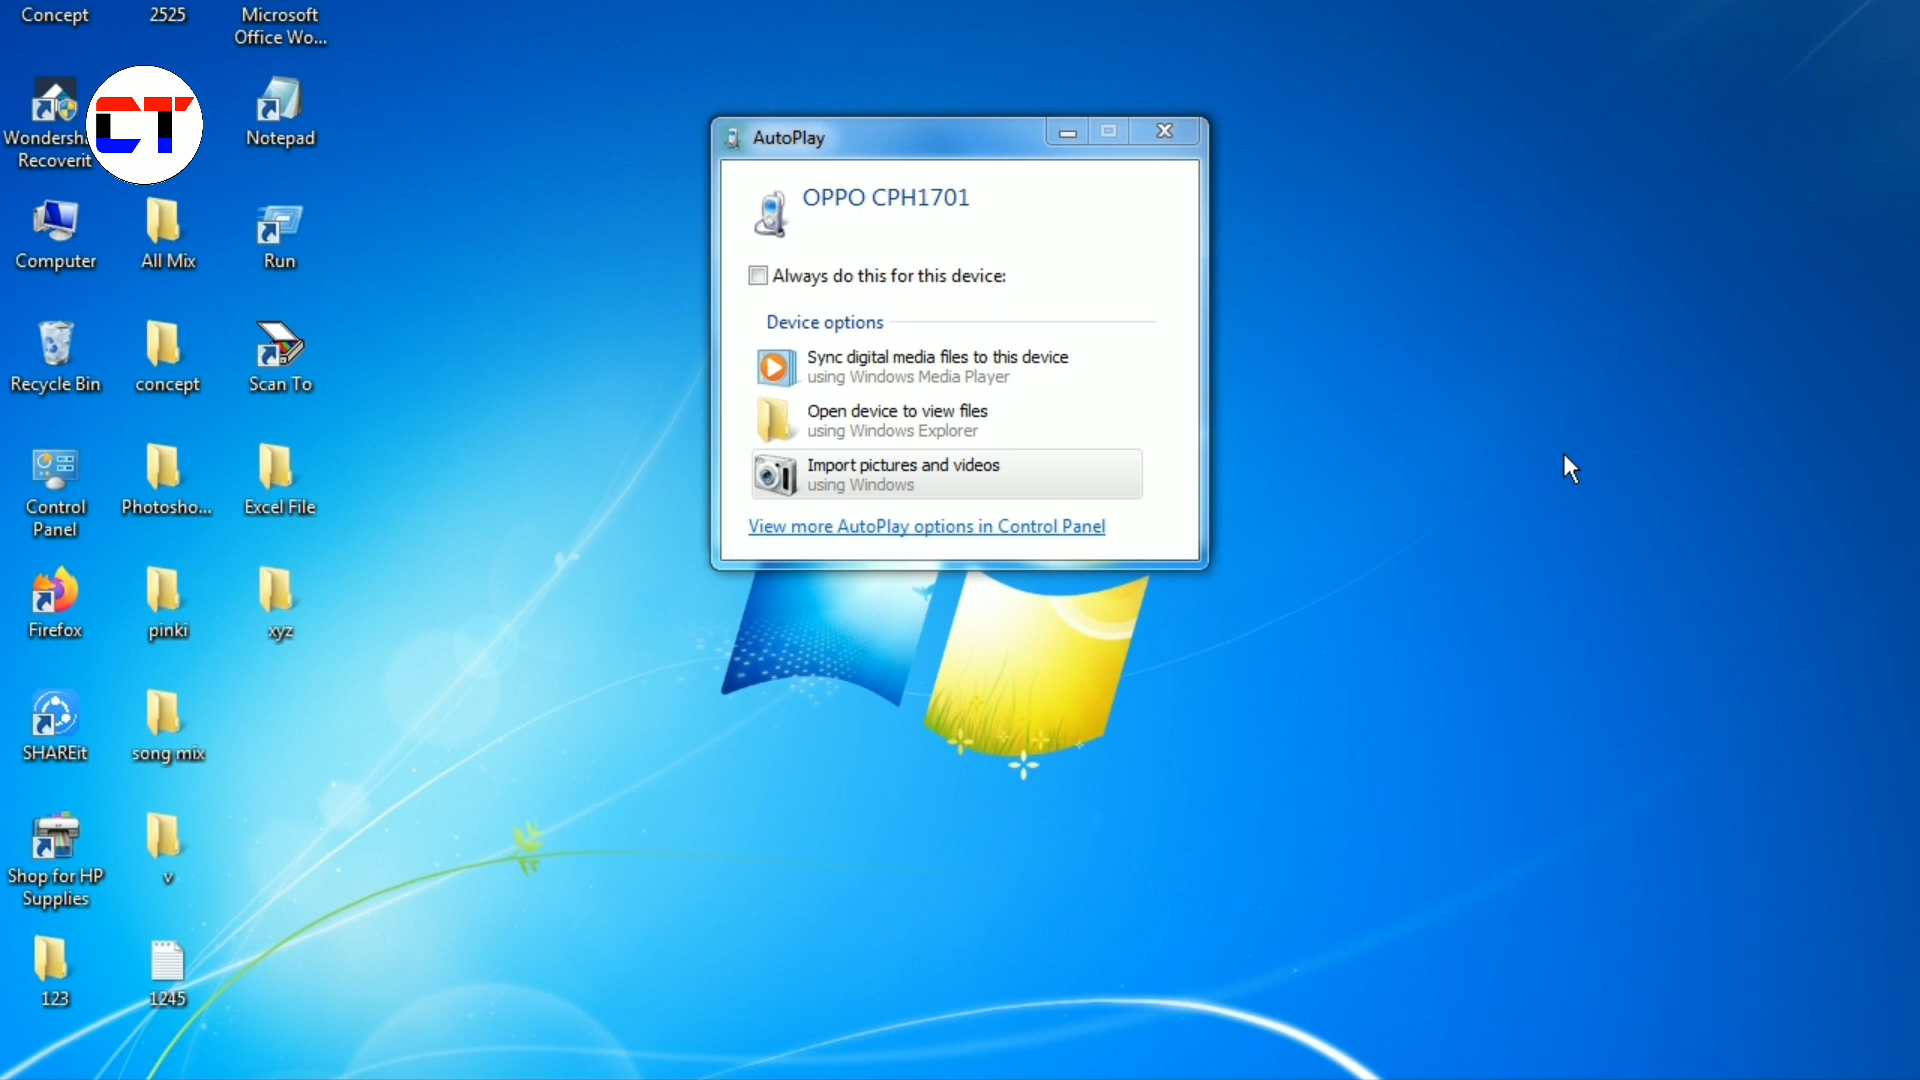 Concept
2525
Microsoft
Office Wo...
Recoverit
CT
Notepad
Computer
All Mix
Run
Recycle Bin
concept
Scan To
Control
Panel
Photosho...
Excel File
Firefox
pinki
xyz
SHAREit
song mix
Shop for HP
Supplies
v
123
1245
AutoPlay
OPPO CPH1701
Always do this for this device:
Device options
Sync digital media files to this device
using Windows Media Player
Open device to view files
using Windows Explorer
Import pictures and videos
using Windows
View more AutoPlay options in Control Panel